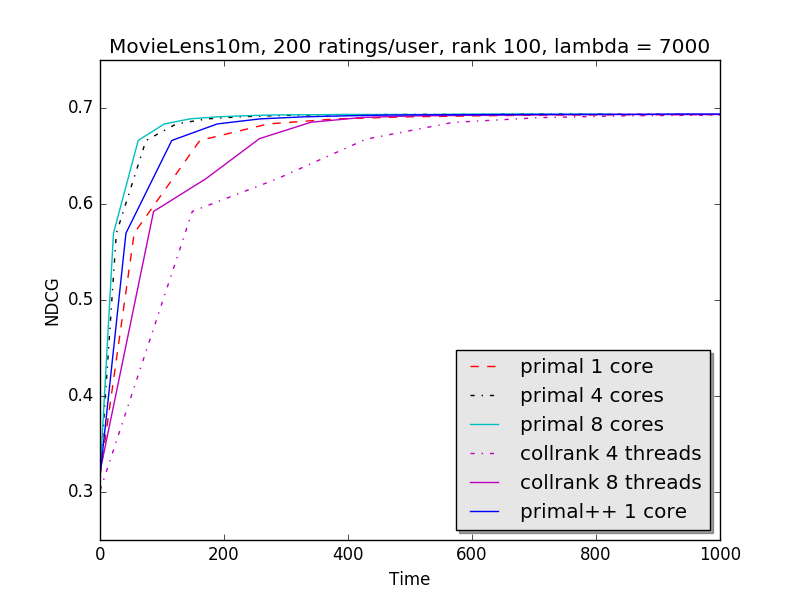 MovieLens10m, 200 ratings/user, rank 100, lambda = 7000
0.7
0.6
0.5
0.4
0.3
NDCG
primal 1 core
primal 4 cores
primal 8 cores
collrank 4 threads
collrank 8 threads
primal++ 1 core
0 200 400 600 800 1000
Time